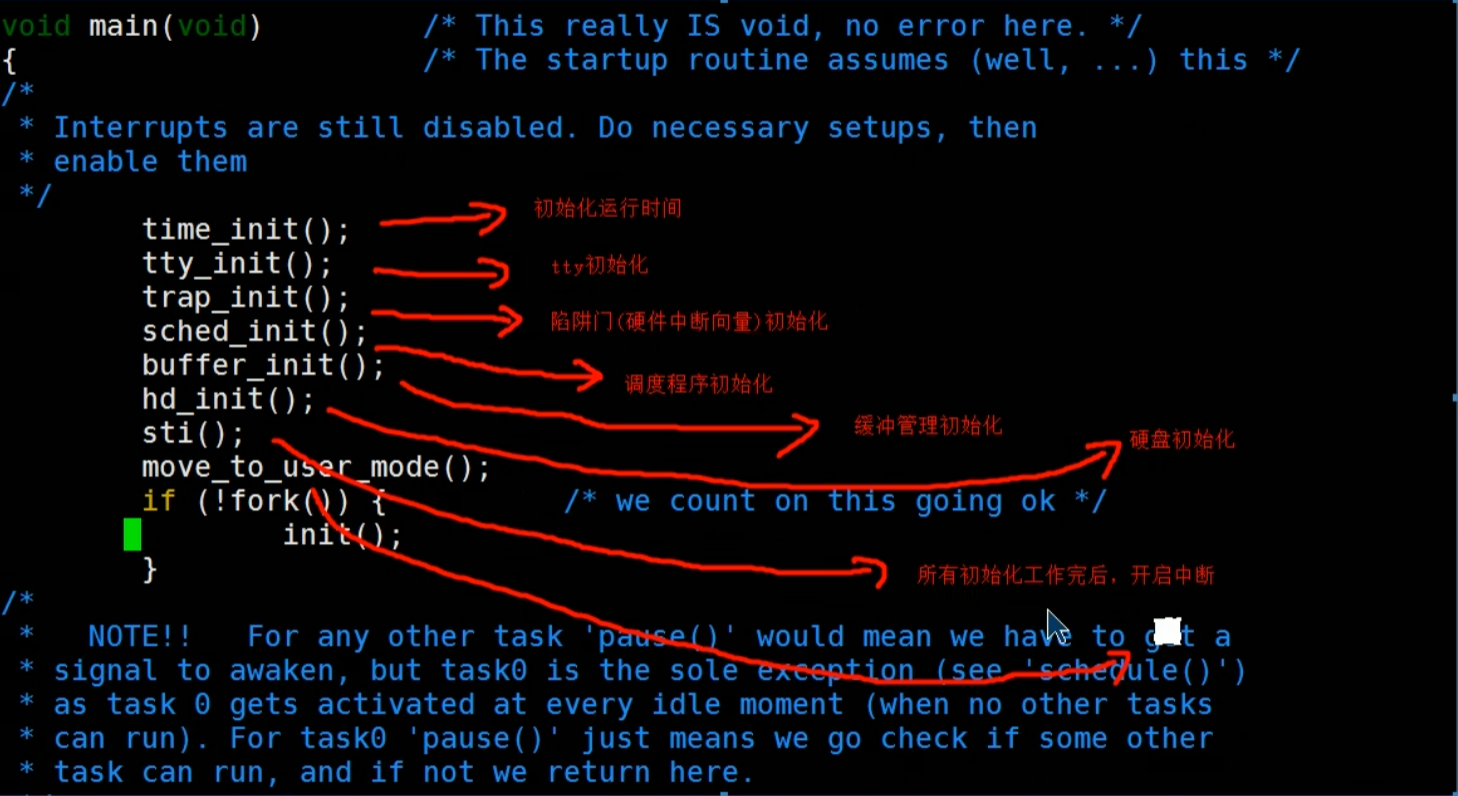 void main(void) /* This really IS void, no error here. */
{ /* The startup routine assumes (well, ...) this */
/*
* Interrupts are still disabled. Do necessary setups, then
* enable them
*/
time_init(); 初始化运行时间
tty_init(); tty初始化
trap_init(); 陷阱门(硬件中断向量)初始化
sched_init();
buffer_init(); 调度程序初始化
hd_init(); 缓冲管理初始化
sti(); 硬盘初始化
move_to_user_mode();
if (!fork()) { /* we count on this going ok */
init();
} 所有初始化工作完后，开启中断
/*
* NOTE!! For any other task 'pause()' would mean we have to a
* signal to awaken, but task0 is the sole exception (see 'schedule()')
* as task 0 gets activated at every idle moment (when no other tasks
* can run). For task0 'pause()' just means we go check if some other
* task can run, and if not we return here.